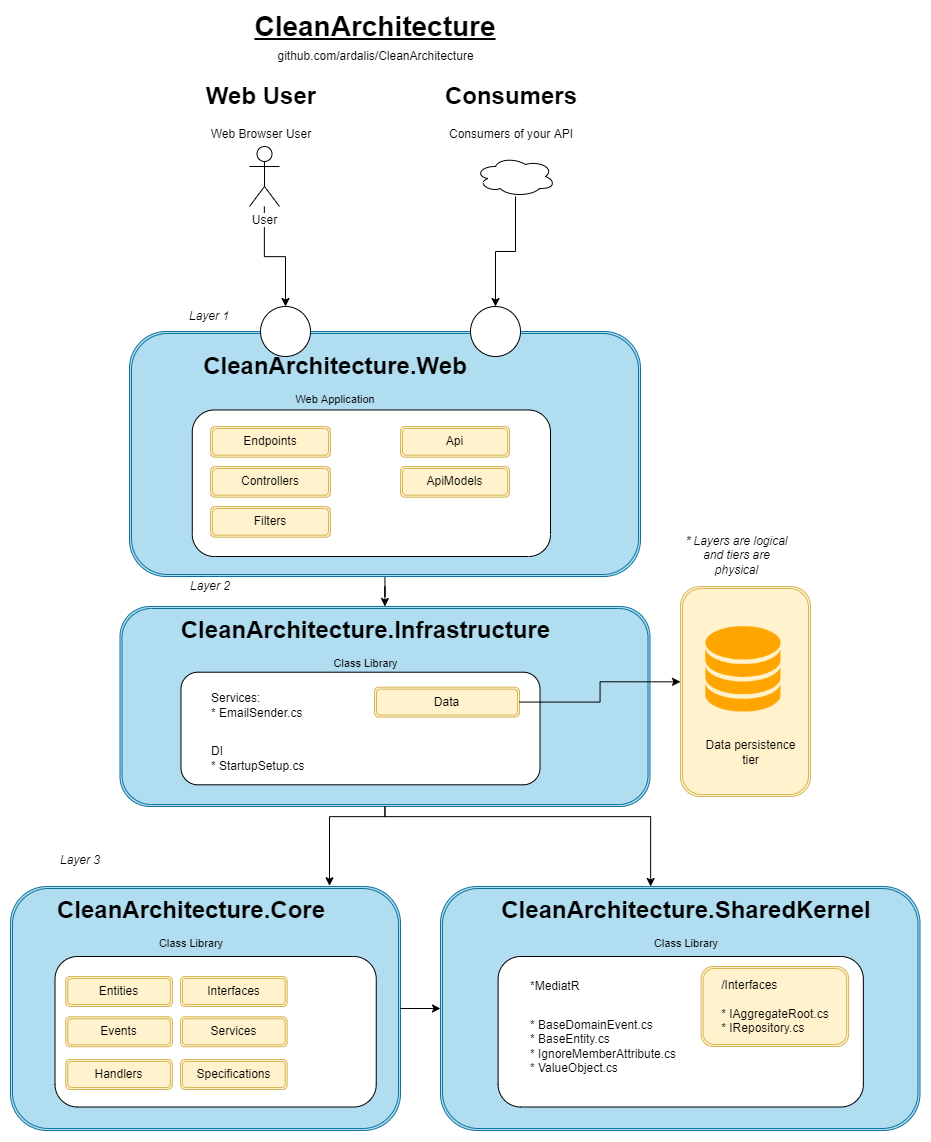 CleanArchitecture
github.com/ardalis/CleanArchitecture
Web User
Consumers
Web Browser User
Consumers of your API
User
Layer 1
CleanArchitecture.Web
Web Application
Endpoints
Api
Controllers
ApiModels
Filters
* Layers are logical
and tiers are
physical
Layer 2
CleanArchitecture.Infrastructure
Class Library
Services:
* EmailSender.cs
Data
DI
* StartupSetup.cs
Data persistence
tier
Layer 3
CleanArchitecture.Core
Class Library
Entities
Interfaces
Events
Services
Handlers
Specifications
CleanArchitecture.SharedKernel
Class Library
*MediatR
* BaseDomainEvent.cs
* BaseEntity.cs
* IgnoreMemberAttribute.cs
* ValueObject.cs
/Interfaces
* IAggregateRoot.cs
* IRepository.cs